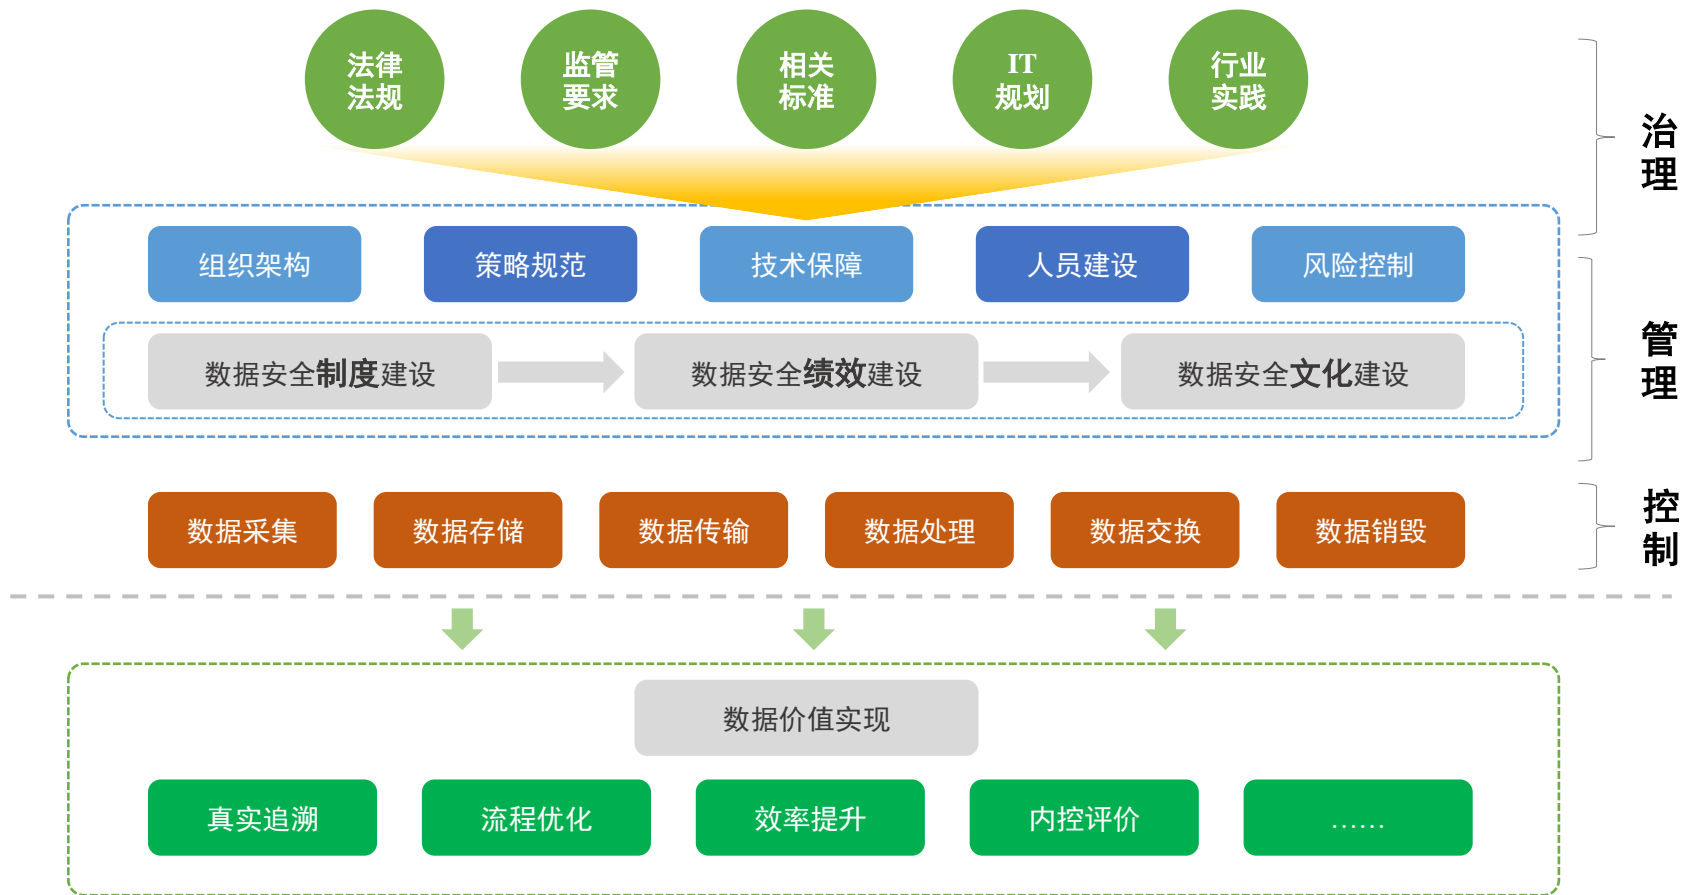 法律
法规
监管
要求
相关
标准
IT
规划
行业
实践
治
理
组织架构
策略规范
技术保障
人员建设
风险控制
数据安全制度建设
数据安全绩效建设
数据安全文化建设
管
理
数据采集
数据存储
数据传输
数据处理
数据交换
数据销毁
控
制
数据价值实现
真实追溯
流程优化
效率提升
内控评价
……